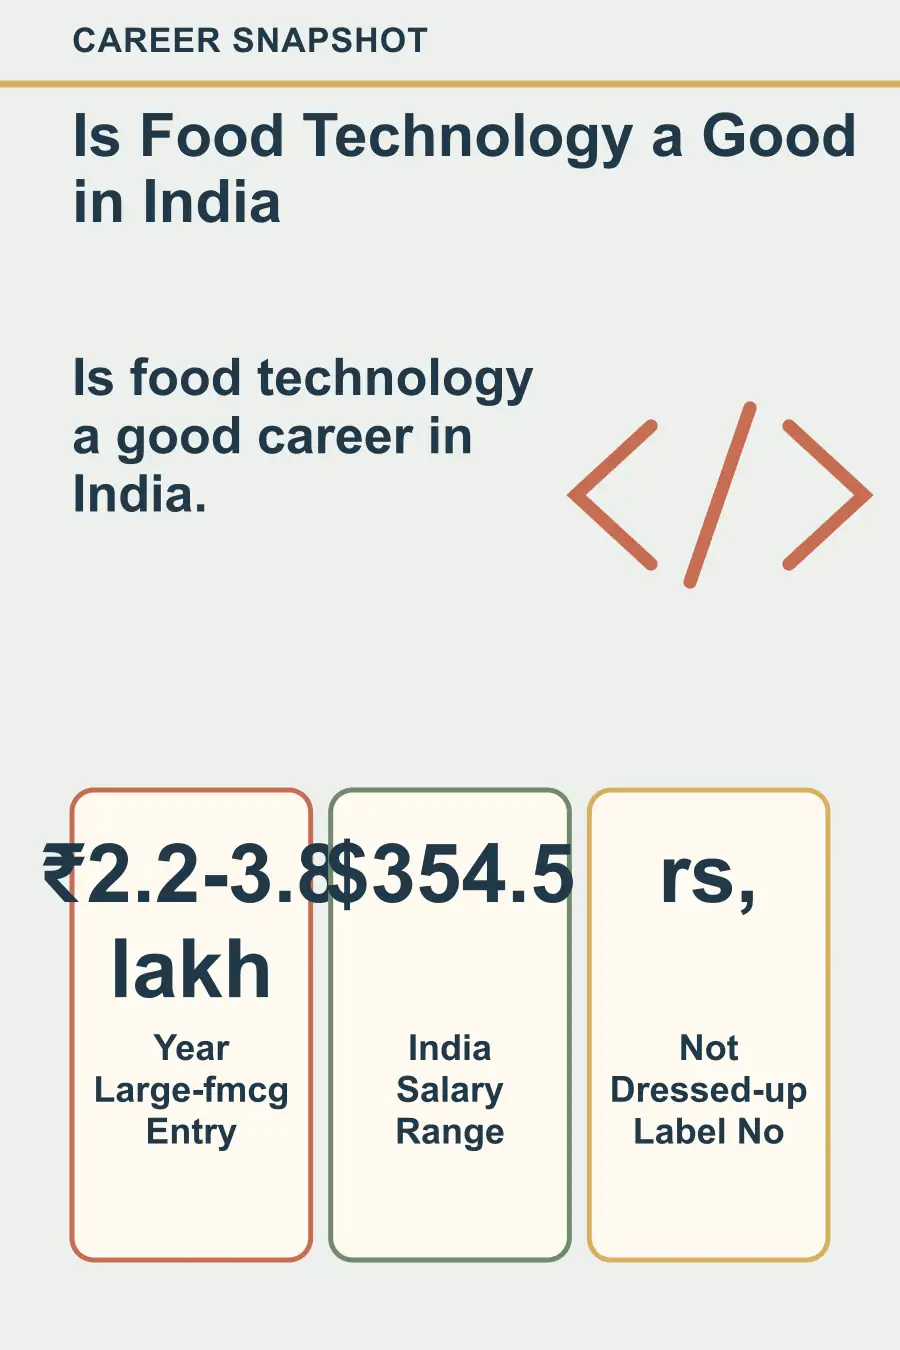 CAREER SNAPSHOT
Is Food Technology a Good
in India
Is food technology
a good career in
India.
₹2.2-3.8
lakh
Year
Large-fmcg
Entry
$354.5
India
Salary
Range
rs,
Not
Dressed-up
Label No